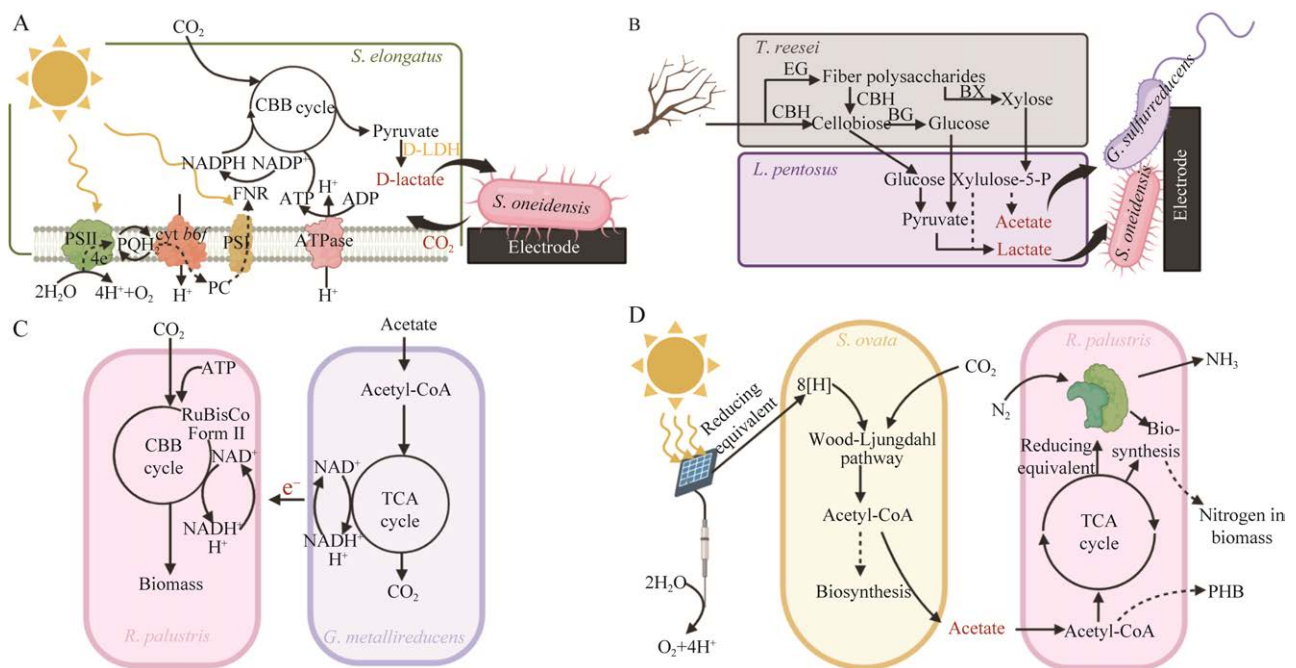 A
CO₂
S. elongatus
CBB cycle
Pyruvate
D-LDH
D-lactate
NADPH NADP⁺
FNR
ATP
H⁺
ADP
S. oneidensis
Electrode
CO₂
PSII
4e⁻
PQH₂
cyt b6f
PSI
ATPase
2H₂O
4H⁺+O₂
H⁺
PC
H⁺
B
T. reesei
EG
Fiber polysaccharides
CBH
BX
Xylose
CBH
Cellobiose
BG
Glucose
L. pentosus
Glucose
Xylulose-5-P
Pyruvate
Acetate
Lactate
G. sulfurreducens
S. oneidensis
Electrode
C
CO₂
ATP
RuBisCo
Form II
CBB
cycle
NAD⁺
NADH⁺
H⁺
Biomass
R. palustris
e⁻
Acetate
Acetyl-CoA
NAD⁺
NADH⁺
H⁺
TCA
cycle
CO₂
G. metallireducens
D
Reducing
equivalent
2H₂O
O₂+4H⁺
S. ovata
8[H]
CO₂
Wood-Ljungdahl
pathway
Acetyl-CoA
Biosynthesis
Acetate
R. palustris
N₂
NH₃
Reducing
equivalent
Bio-
synthesis
TCA
cycle
Nitrogen in
biomass
PHB
Acetyl-CoA